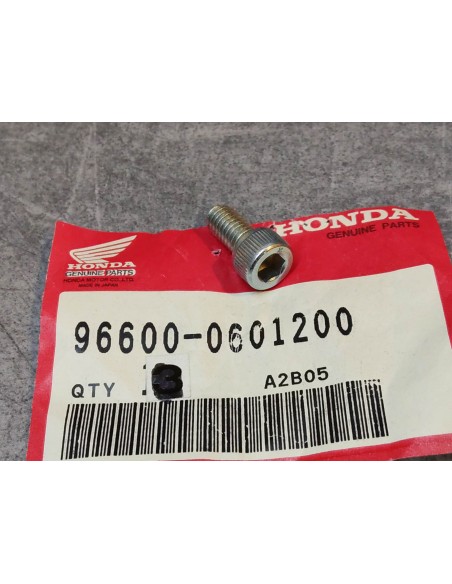 HONDA
GENUINE PARTS
HONDA
GENUINE PARTS
HONDA MOTOR CO.,LTD.
MADE IN JAPAN
96600-0601200
QTY
A2B05